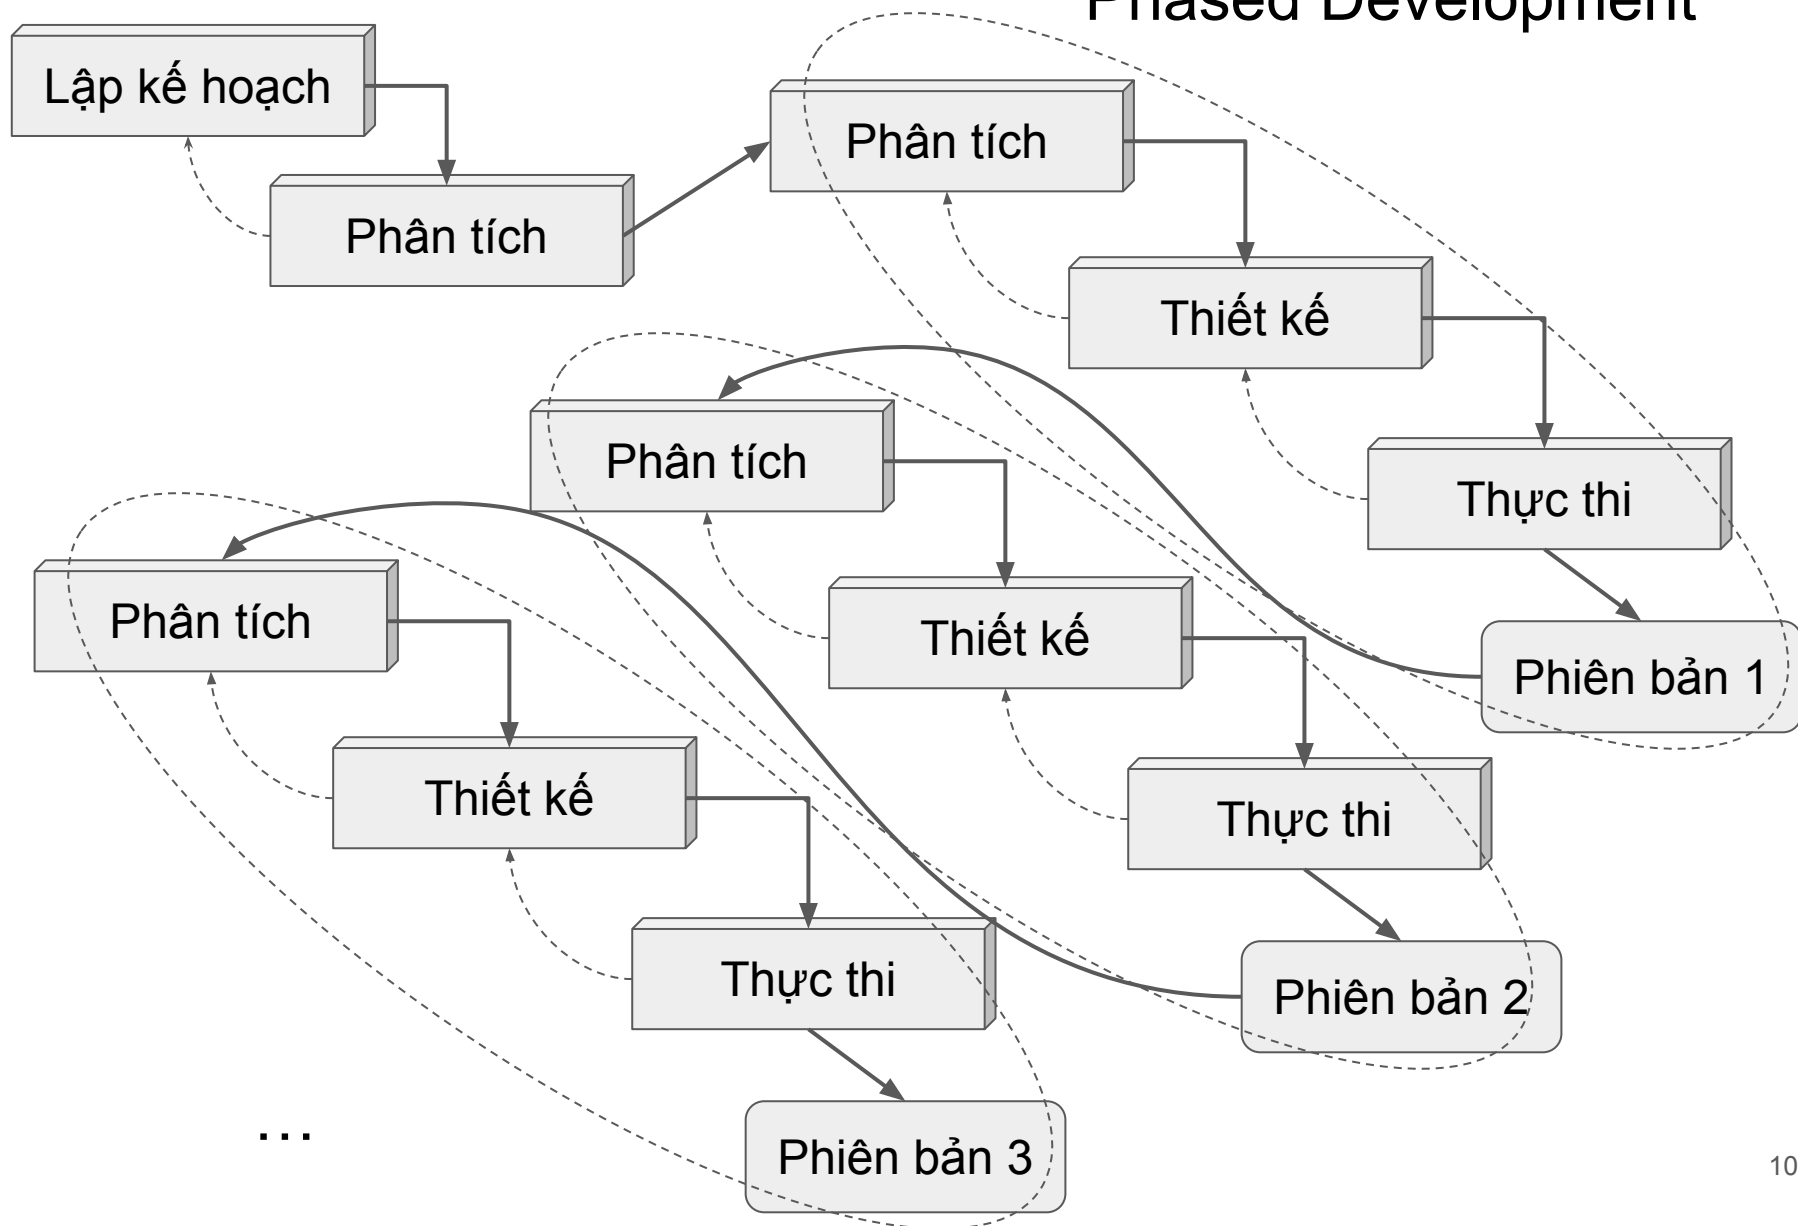 Phased Development
Lập kế hoạch
Phân tích
Phân tích
Thiết kế
Thực thi
Phiên bản 1
Phân tích
Thiết kế
Thực thi
Phiên bản 2
Phân tích
Thiết kế
Thực thi
Phiên bản 3
...
10